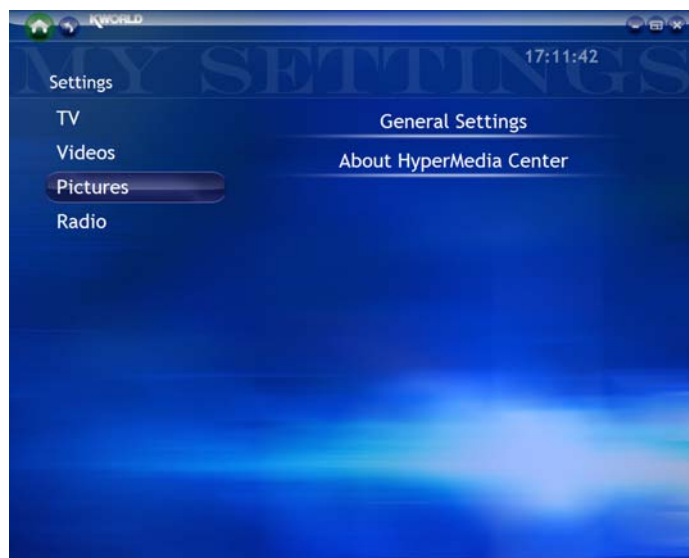 KWORLD
MY SETTINGS
17:11:42
Settings
TV
Videos
Pictures
Radio
General Settings
About HyperMedia Center